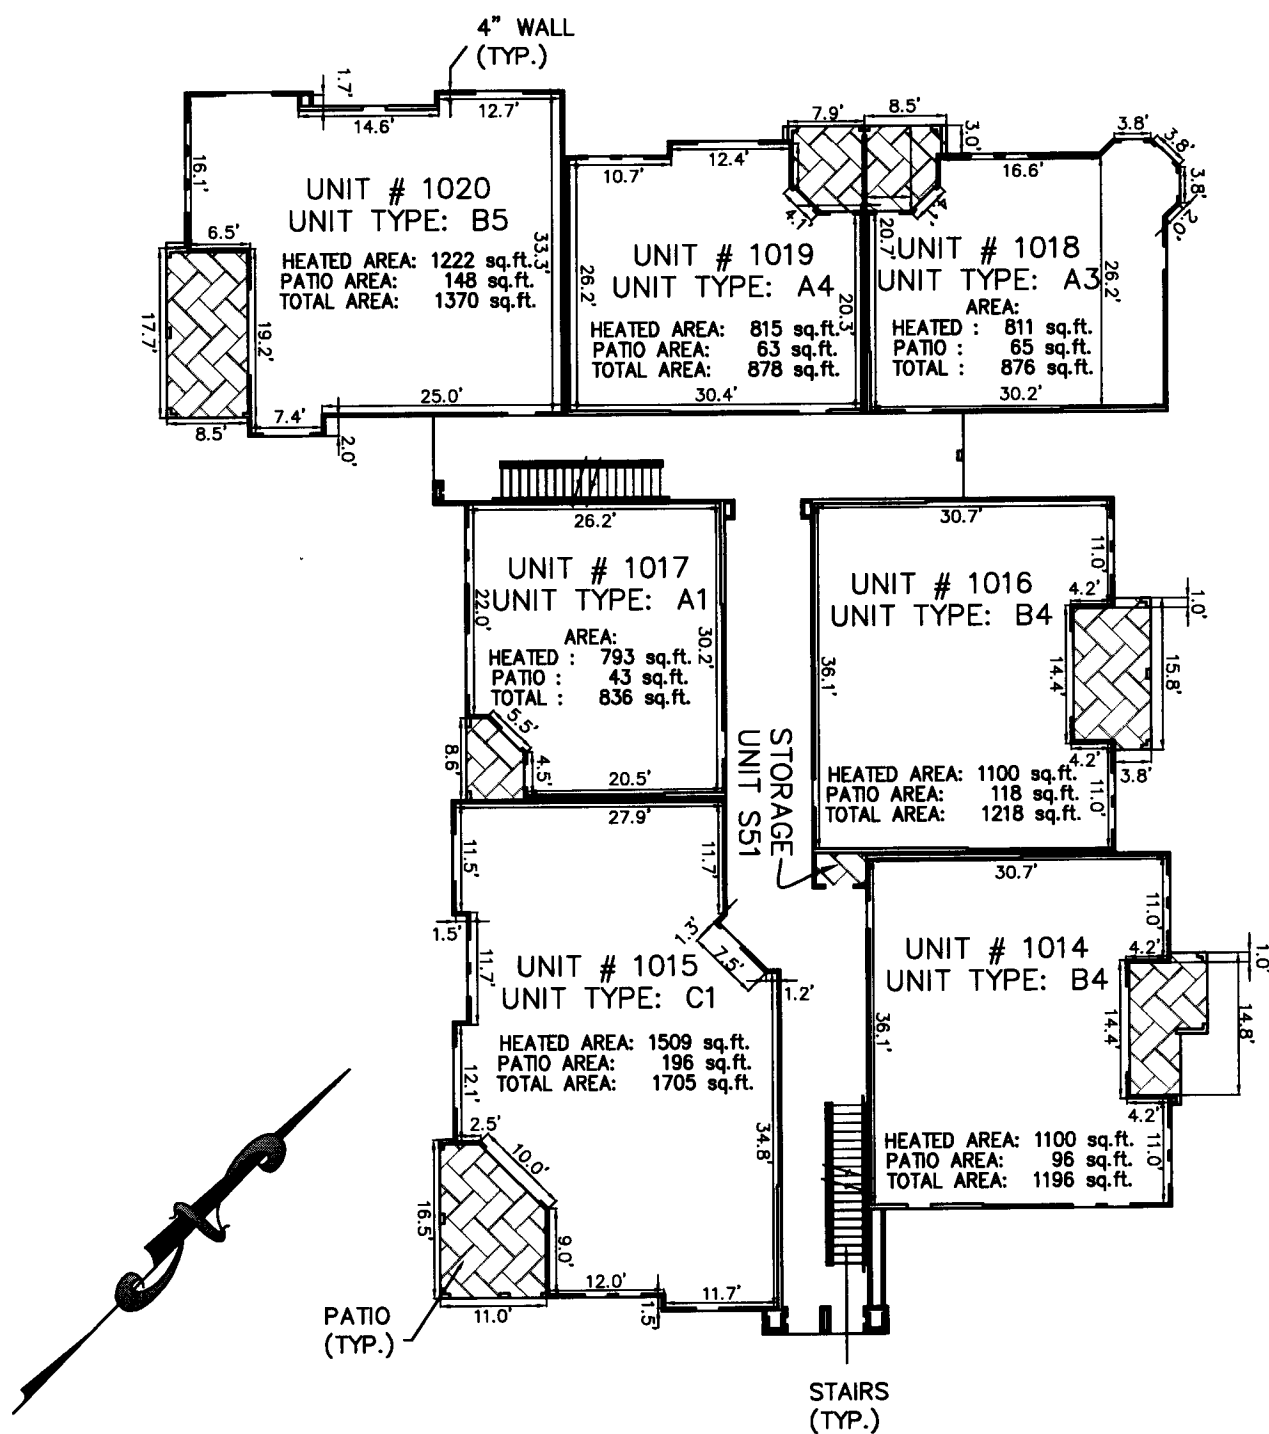 4” WALL
(TYP.)
1.7’
14.6’
12.7’
16.1’
6.5’
UNIT # 1020
UNIT TYPE: B5
HEATED AREA: 1222 sq.ft.
PATIO AREA: 148 sq.ft.
TOTAL AREA: 1370 sq.ft.
33.3’
17.7’
19.2’
8.5’
7.4’
2.0’
25.0’
10.7’
12.4’
7.9’
4.1’
UNIT # 1019
UNIT TYPE: A4
26.2’
HEATED AREA: 815 sq.ft.
PATIO AREA: 63 sq.ft.
TOTAL AREA: 878 sq.ft.
20.3’
30.4’
8.5’
3.0’
16.6’
3.8’
3.8’
3.8’
2.0’
4.1’
20.7’
UNIT # 1018
UNIT TYPE: A3
AREA:
HEATED : 811 sq.ft.
PATIO : 65 sq.ft.
TOTAL : 876 sq.ft.
26.2’
30.2’
26.2’
UNIT # 1017
UNIT TYPE: A1
22.0’
AREA:
HEATED : 793 sq.ft.
PATIO : 43 sq.ft.
TOTAL : 836 sq.ft.
30.2’
5.5’
8.6’
4.5’
20.5’
30.7’
UNIT # 1016
UNIT TYPE: B4
11.0’
4.2’
1.0’
36.1’
14.4’
15.8’
4.2’
3.8’
HEATED AREA: 1100 sq.ft.
PATIO AREA: 118 sq.ft.
TOTAL AREA: 1218 sq.ft.
11.0’
STORAGE
UNIT S51
27.9’
11.5’
11.7’
1.5’
11.7’
1.3’
7.5’
1.2’
UNIT # 1015
UNIT TYPE: C1
HEATED AREA: 1509 sq.ft.
PATIO AREA: 196 sq.ft.
TOTAL AREA: 1705 sq.ft.
12.1’
2.5’
10.0’
34.8’
16.5’
9.0’
11.0’
12.0’
1.5’
11.7’
30.7’
11.0’
UNIT # 1014
UNIT TYPE: B4
4.2’
1.0’
36.1’
14.4’
14.8’
4.2’
HEATED AREA: 1100 sq.ft.
PATIO AREA: 96 sq.ft.
TOTAL AREA: 1196 sq.ft.
11.0’
PATIO
(TYP.)
STAIRS
(TYP.)